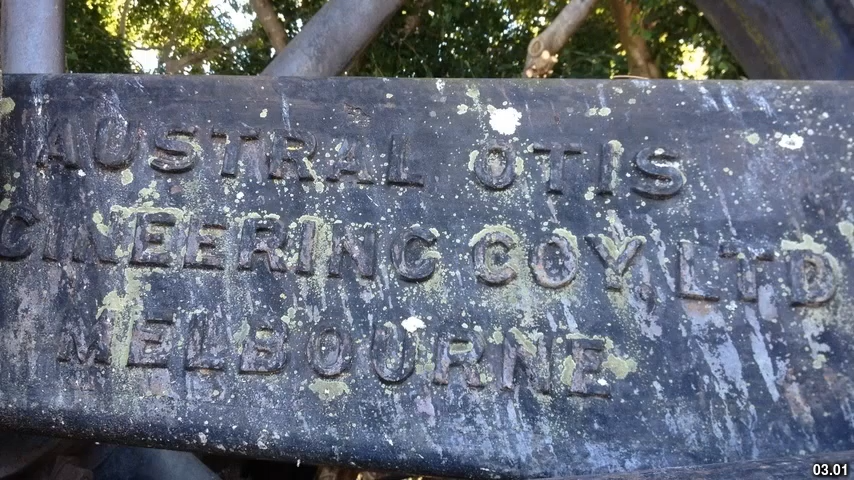 AUSTRAL OTIS
GINEERING COY, LTD
MELBOURNE
03.01